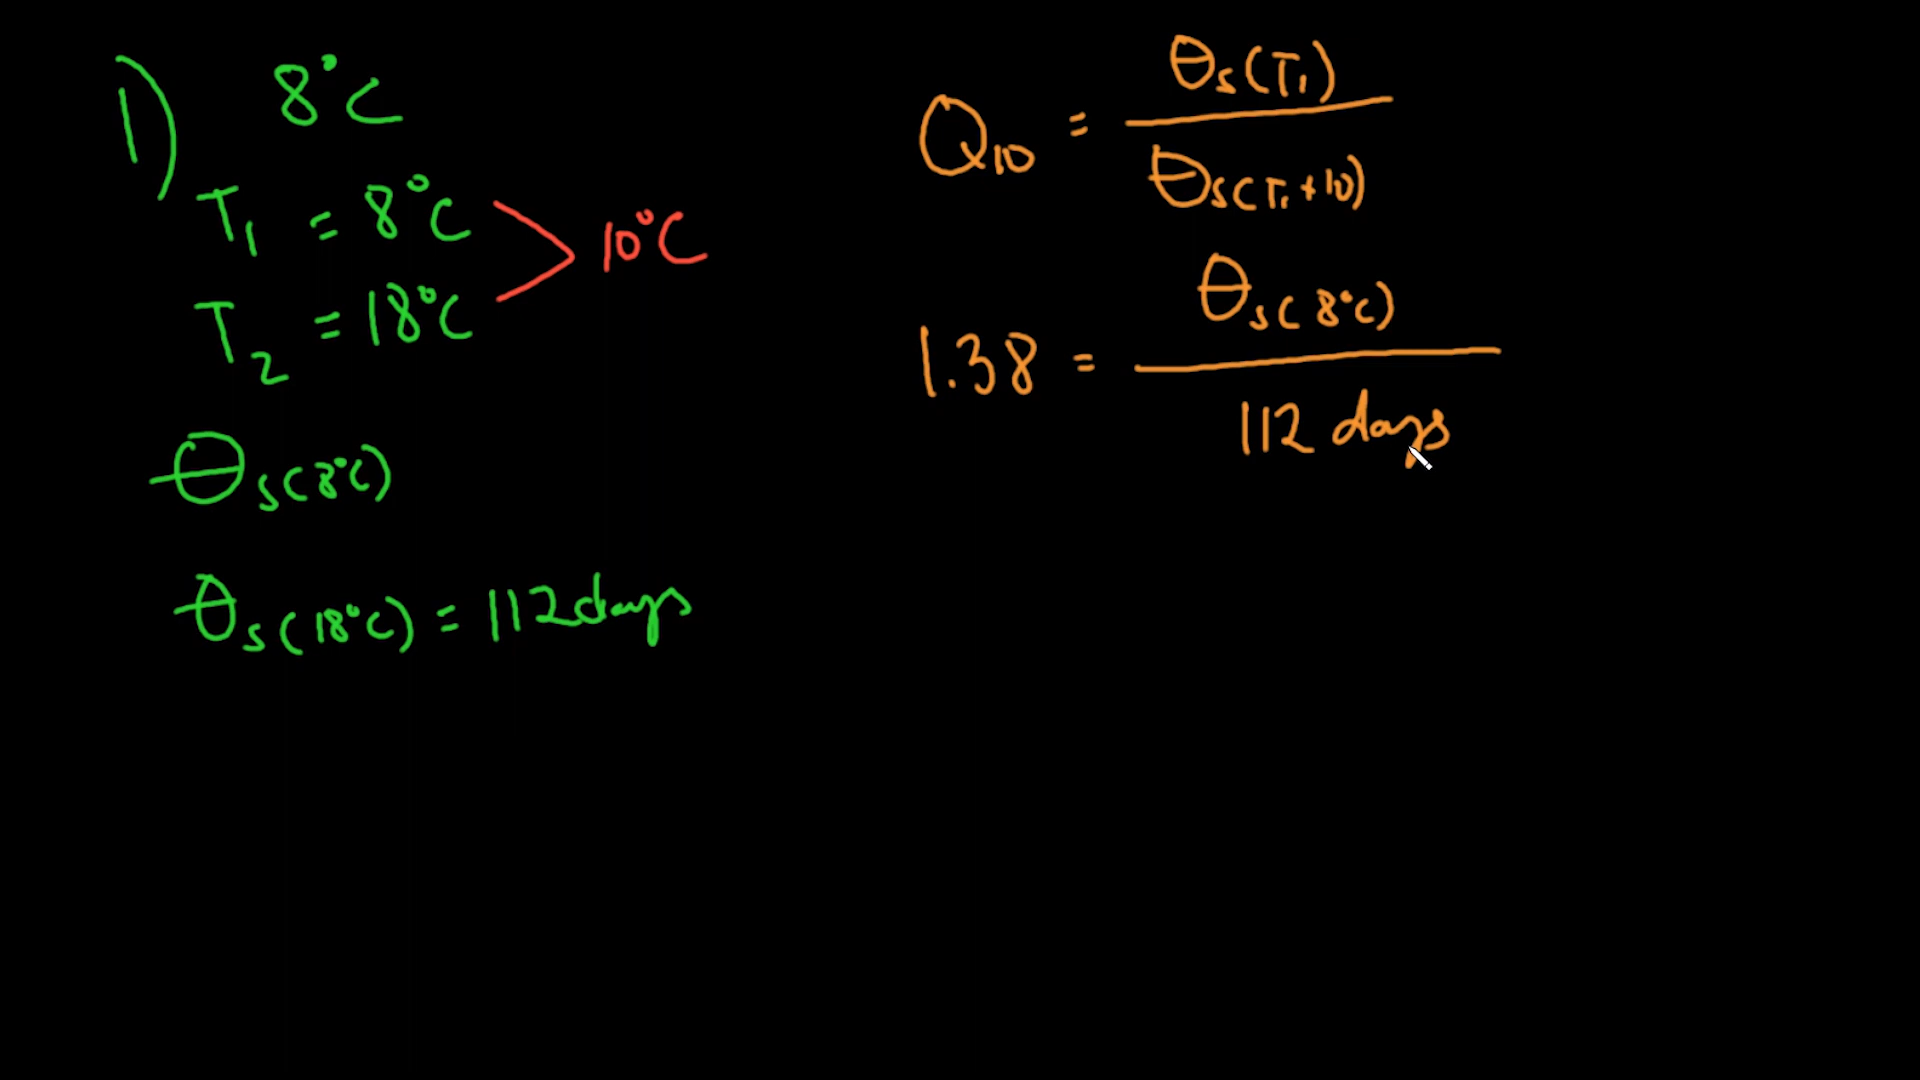 1) 8°C
T₁ = 8°C
10°C
T₂ = 18°C
θs(8°C)
θs(18°C) = 112 days
Q₁₀ = θs(T₁) / θs(T₁+10)
1.38 = θs(8°C) / 112 days